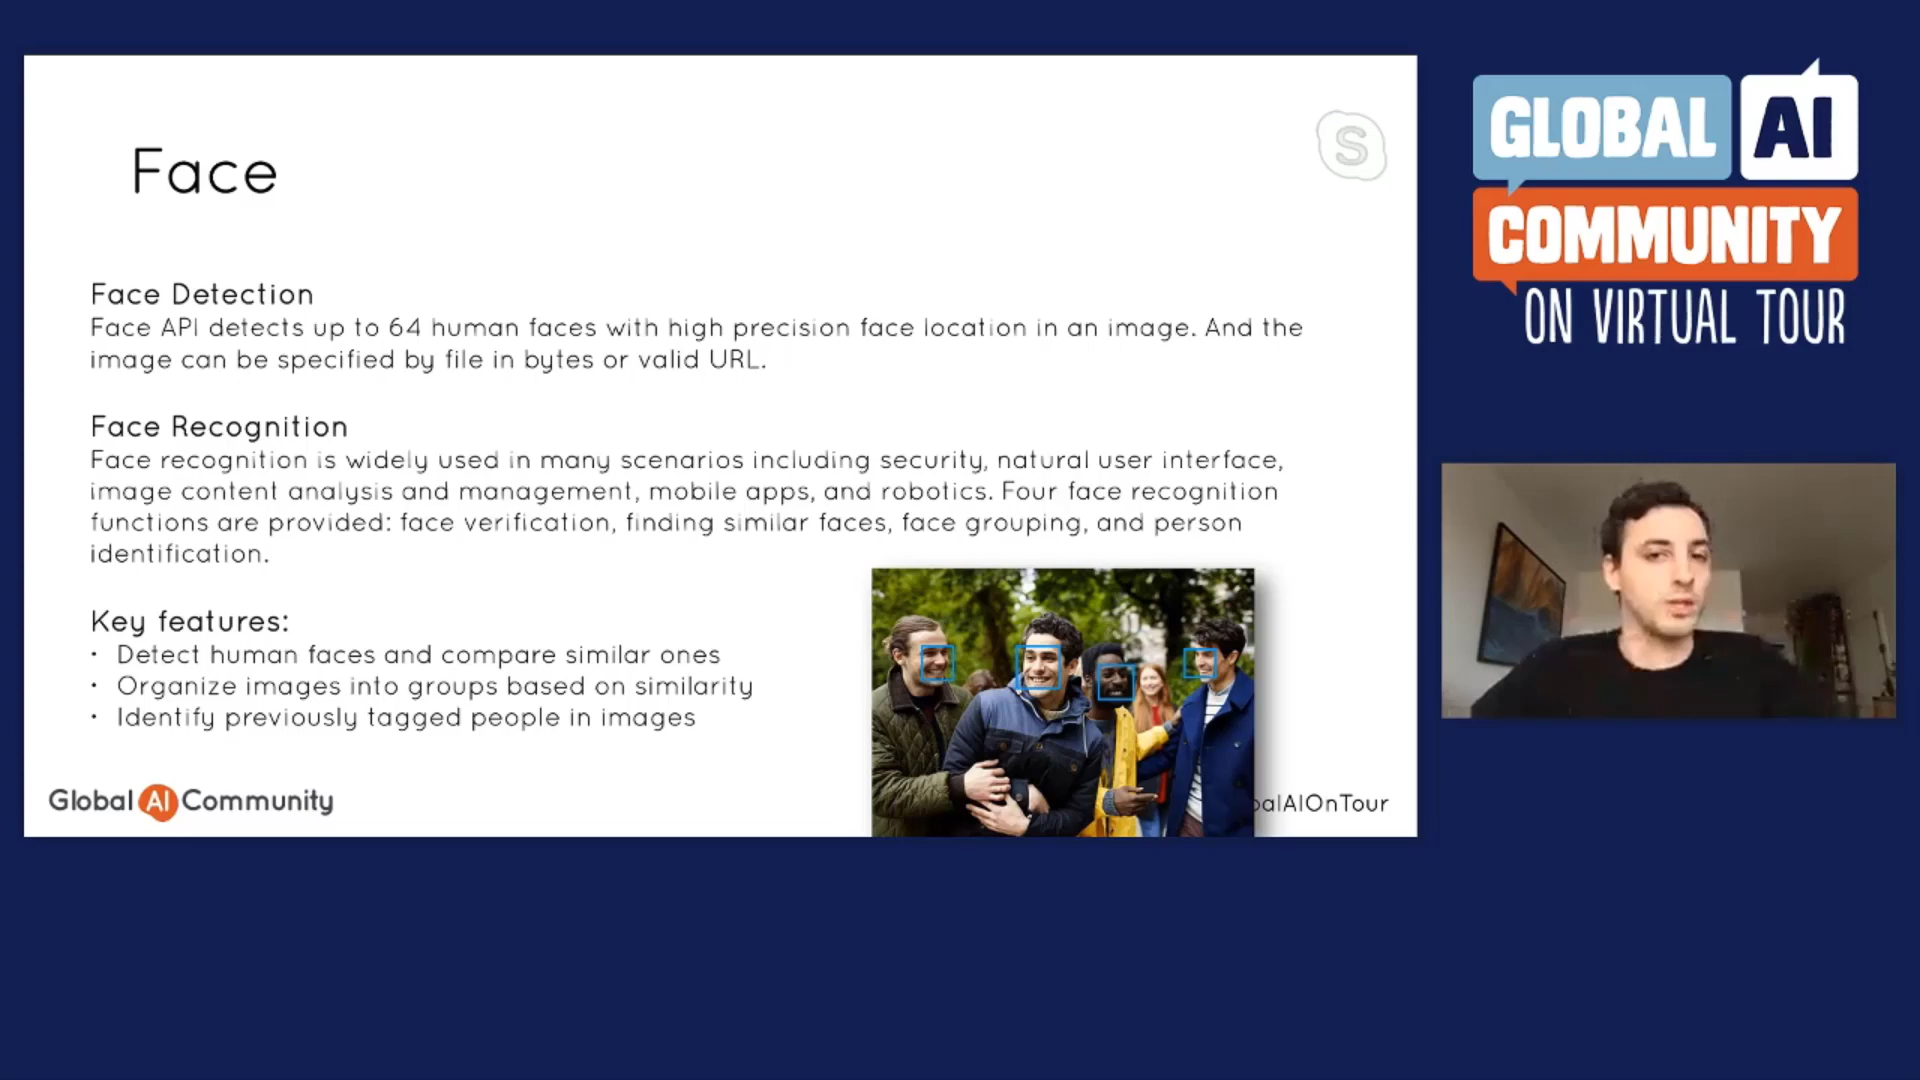 Face
S
Face Detection
Face API detects up to 64 human faces with high precision face location in an image. And the
image can be specified by file in bytes or valid URL.
Face Recognition
Face recognition is widely used in many scenarios including security, natural user interface,
image content analysis and management, mobile apps, and robotics. Four face recognition
functions are provided: face verification, finding similar faces, face grouping, and person
identification.
Key features:
• Detect human faces and compare similar ones
• Organize images into groups based on similarity
• Identify previously tagged people in images
Global AI Community
balAIOnTour
GLOBAL AI
COMMUNITY
ON VIRTUAL TOUR